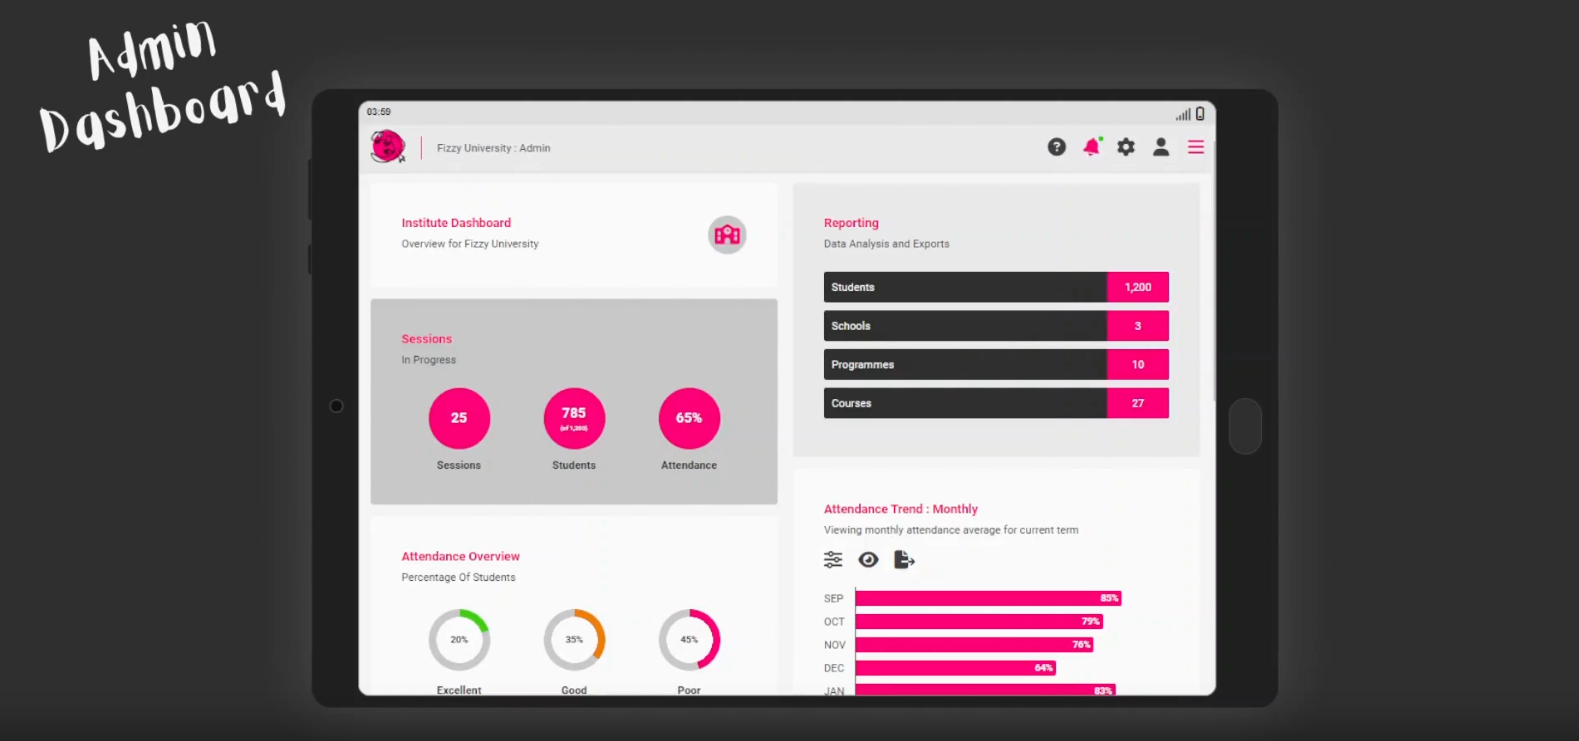 Admin
Dashboard
03:59
Fizzy University : Admin
Institute Dashboard
Overview for Fizzy University
Sessions
In Progress
25
785
(of 1,200)
65%
Sessions
Students
Attendance
Attendance Overview
Percentage Of Students
20%
35%
45%
Excellent
Good
Poor
Reporting
Data Analysis and Exports
Students 1,200
Schools 3
Programmes 10
Courses 27
Attendance Trend : Monthly
Viewing monthly attendance average for current term
SEP 85%
OCT 79%
NOV 76%
DEC 64%
JAN 83%